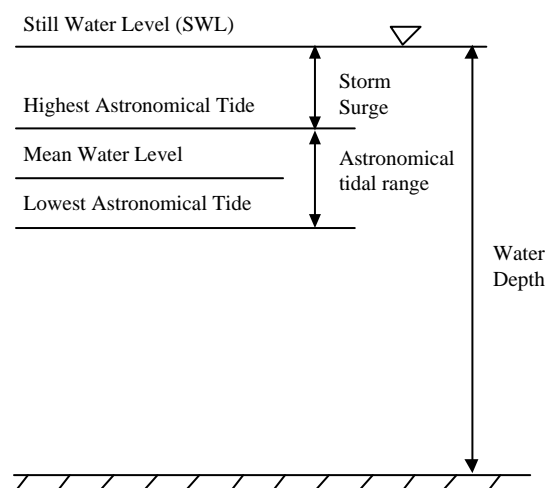 Still Water Level (SWL)
Storm
Surge
Highest Astronomical Tide
Mean Water Level
Astronomical
tidal range
Lowest Astronomical Tide
Water
Depth